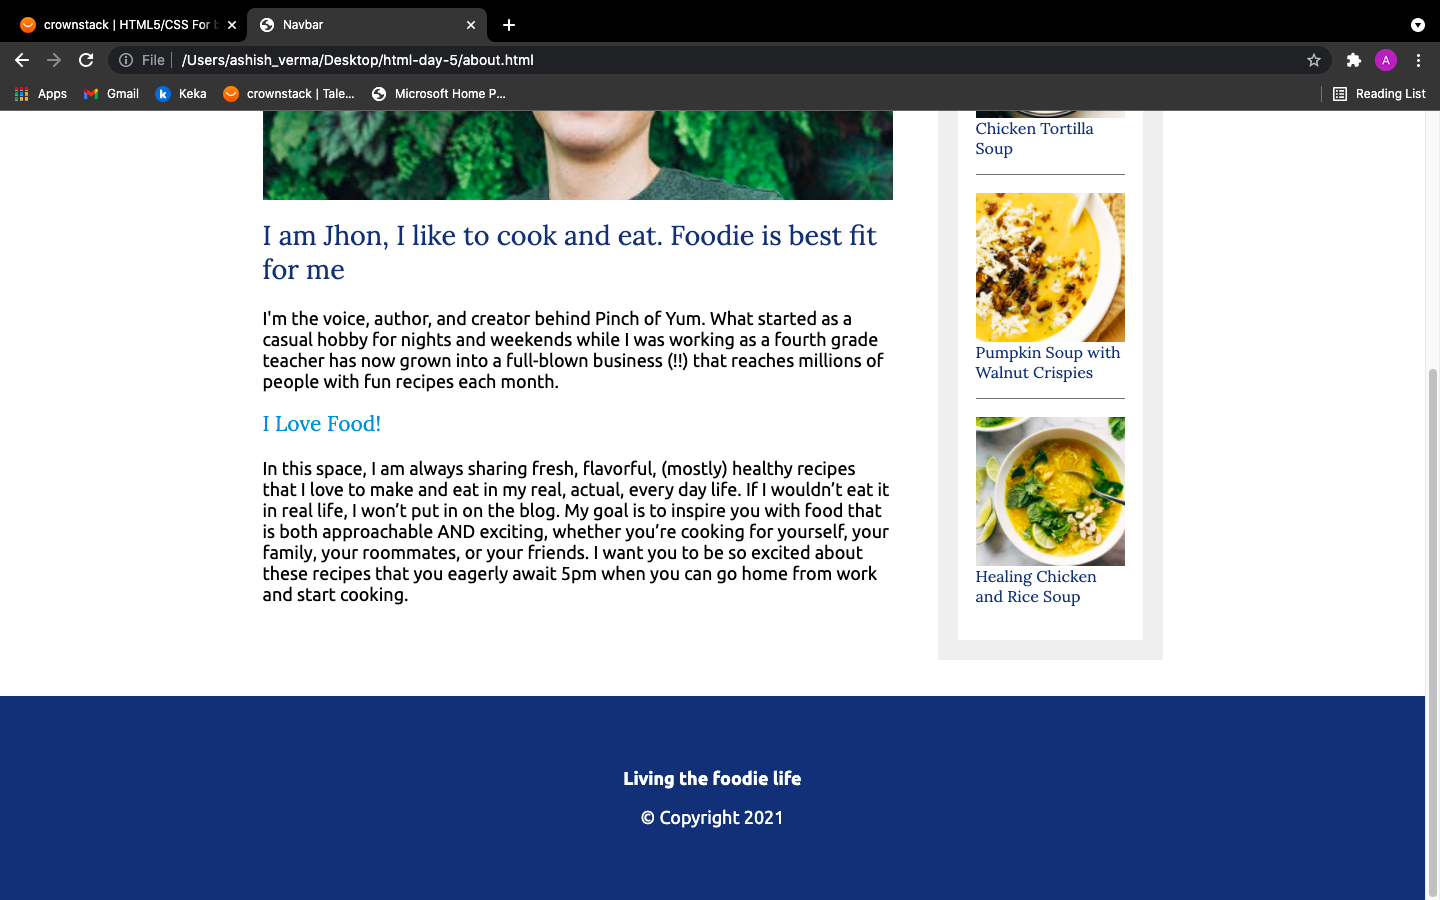 crownstack | HTML5/CSS For b
Navbar
File
/Users/ashish_verma/Desktop/html-day-5/about.html
A
Apps
Gmail
k
Keka
crownstack | Tale...
Microsoft Home P...
Reading List
I am Jhon, I like to cook and eat. Foodie is best fit
for me
I'm the voice, author, and creator behind Pinch of Yum. What started as a
casual hobby for nights and weekends while I was working as a fourth grade
teacher has now grown into a full-blown business (!!) that reaches millions of
people with fun recipes each month.
I Love Food!
In this space, I am always sharing fresh, flavorful, (mostly) healthy recipes
that I love to make and eat in my real, actual, every day life. If I wouldn’t eat it
in real life, I won’t put in on the blog. My goal is to inspire you with food that
is both approachable AND exciting, whether you’re cooking for yourself, your
family, your roommates, or your friends. I want you to be so excited about
these recipes that you eagerly await 5pm when you can go home from work
and start cooking.
Chicken Tortilla
Soup
Pumpkin Soup with
Walnut Crispies
Healing Chicken
and Rice Soup
Living the foodie life
© Copyright 2021